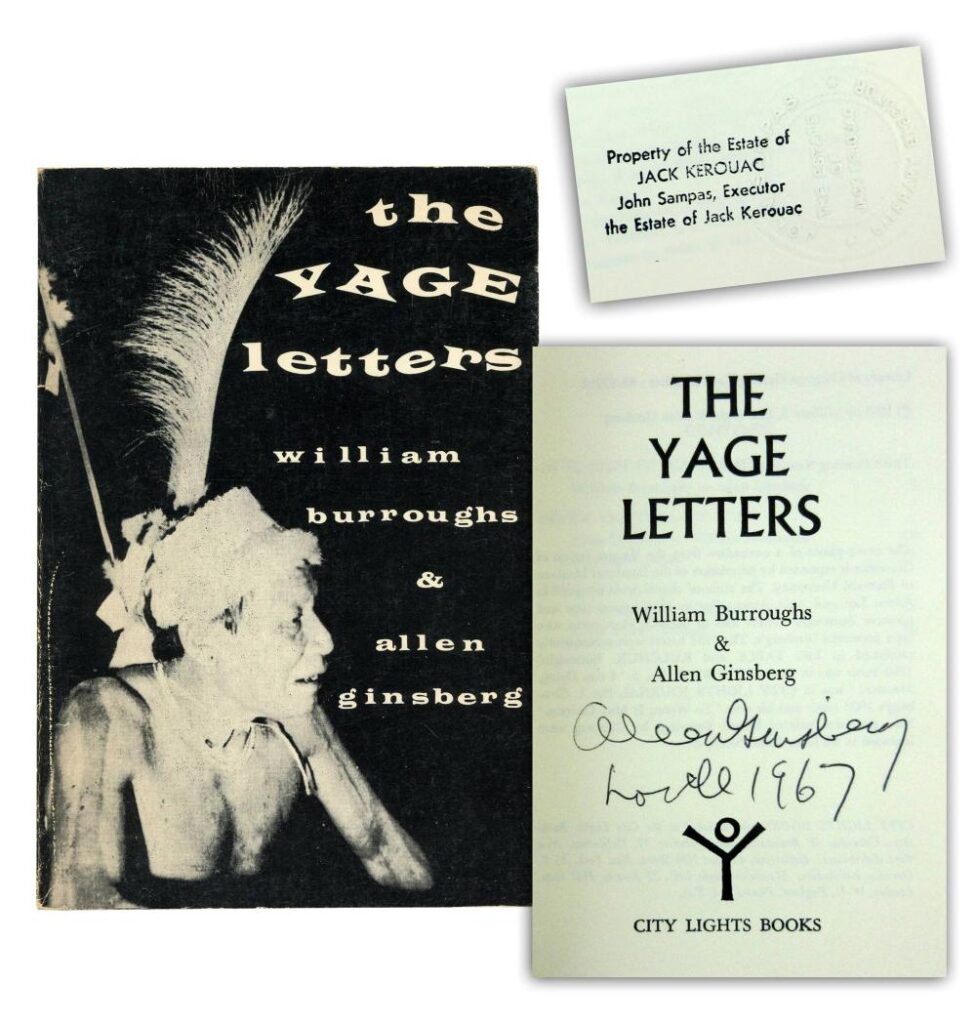 the
YAGE
letters
william
burroughs
&
allen
ginsberg
Property of the Estate of
JACK KEROUAC
John Sampas, Executor
the Estate of Jack Kerouac
THE
YAGE
LETTERS
William Burroughs
&
Allen Ginsberg
Allen Ginsberg
Lowell 1967
CITY LIGHTS BOOKS